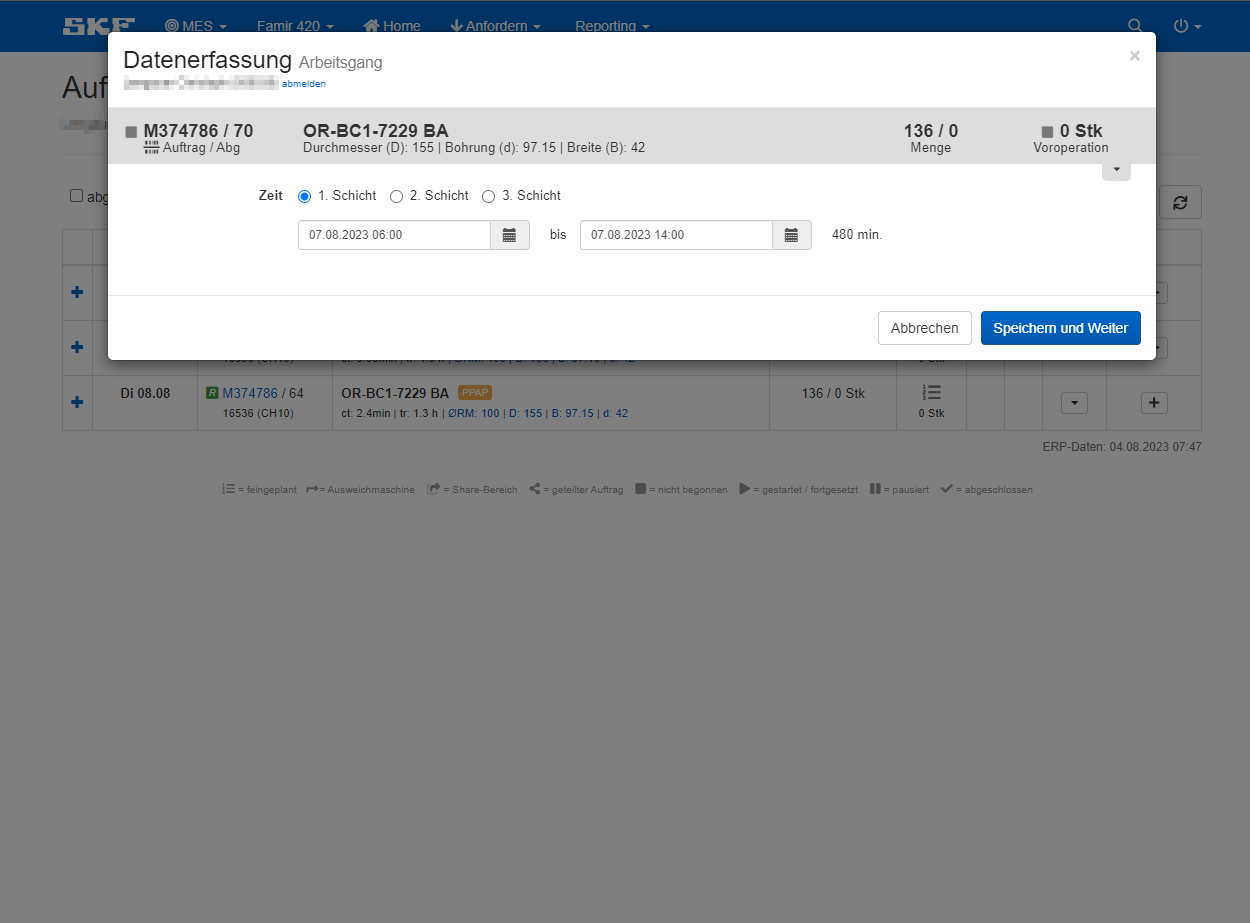 SKF MES Famir 420 Home Anfordern Reporting
Datenerfassung Arbeitsgang
×
abmelden
Auf
M374786 / 70 OR-BC1-7229 BA 136 / 0 0 Stk
Auftrag / Abg Durchmesser (D): 155 | Bohrung (d): 97.15 | Breite (B): 42 Menge Voroperation
Zeit 1. Schicht 2. Schicht 3. Schicht
abg
07.08.2023 06:00 bis 07.08.2023 14:00 480 min.
Abbrechen Speichern und Weiter
Di 08.08 R M374786 / 64 OR-BC1-7229 BA PPAP 136 / 0 Stk
16536 (CH10) ct: 2.4min | tr: 1.3 h | ØRM: 100 | D: 155 | B: 97.15 | d: 42 0 Stk
ERP-Daten: 04.08.2023 07:47
= feingeplant = Ausweichmaschine = Share-Bereich = geteilter Auftrag = nicht begonnen = gestartet / fortgesetzt = pausiert = abgeschlossen